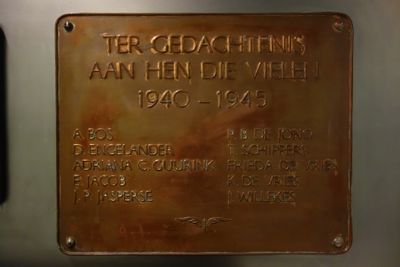 TER GEDACHTENIS
AAN HEN DIE VIELEN
1940 - 1945
A. BOS
D. ENGELANDER
ADRIANA C. GUURINK
F. JACOB
J. P. JASPERSE
R. B. DE JONG
T. SCHIPPER
FRIEDA DE VRIES
K. DE VRIES
J. WILLEKES